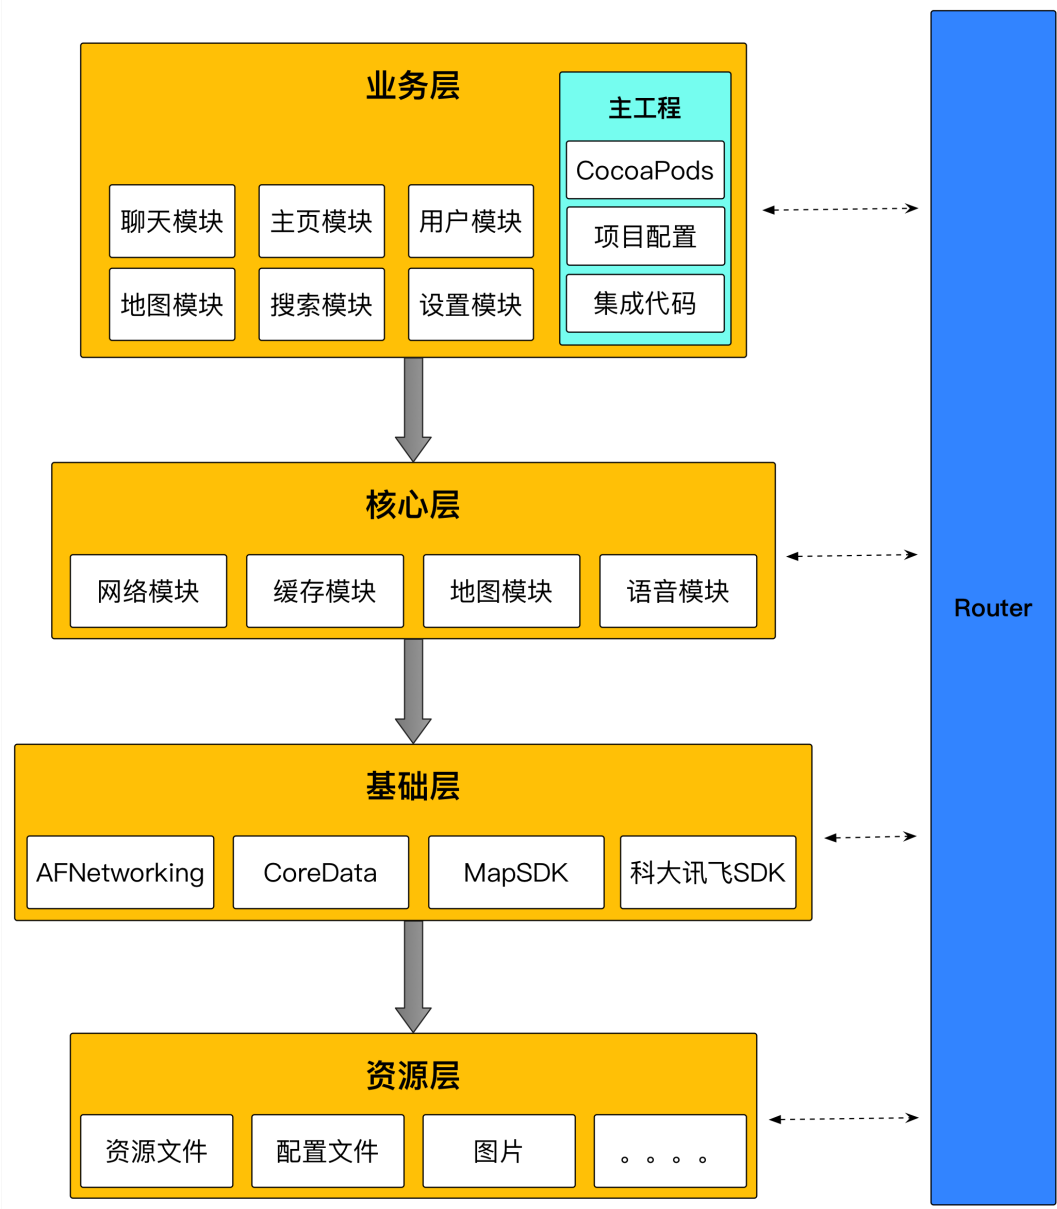 业务层
主工程
CocoaPods
项目配置
集成代码
聊天模块
主页模块
用户模块
地图模块
搜索模块
设置模块
核心层
网络模块
缓存模块
地图模块
语音模块
Router
基础层
AFNetworking
CoreData
MapSDK
科大讯飞SDK
资源层
资源文件
配置文件
图片
。。。。